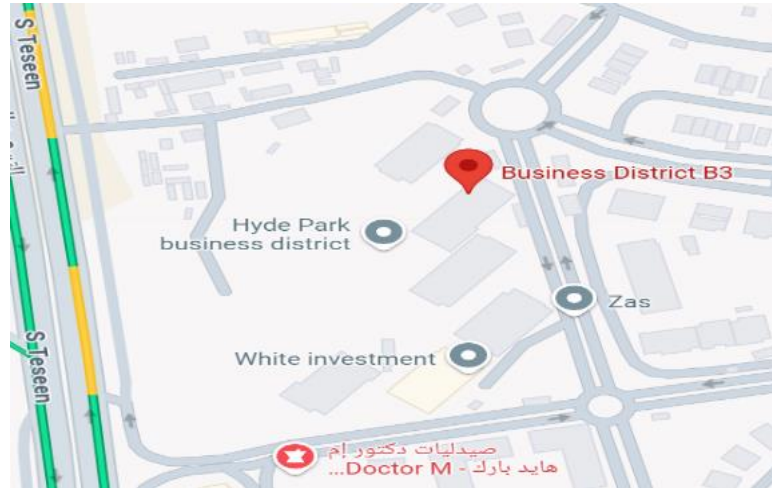 S Teseen
Business District B3
Hyde Park
business district
Zas
White investment
S Teseen
صيدليات دكتور إم
هايد بارك - Doctor M...